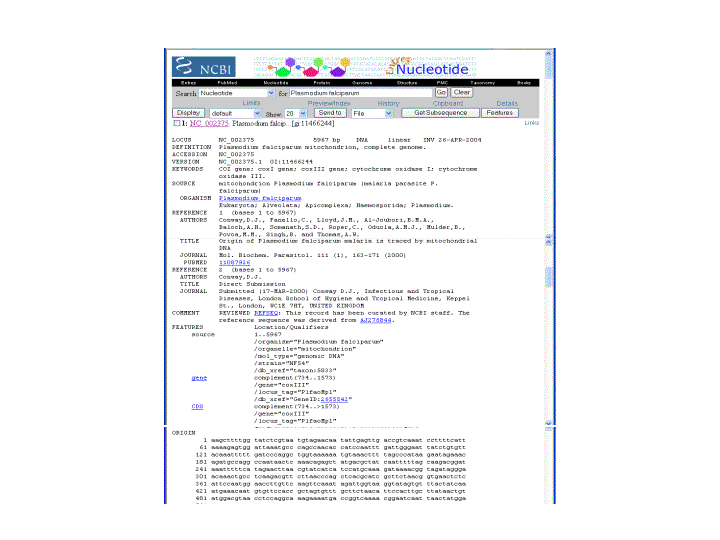 NCBI
Nucleotide
Entrez PubMed Nucleotide Protein Genome Structure PMC Taxonomy Books
Search Nucleotide for Plasmodium falciparum Go Clear
Limits Preview/Index History Clipboard Details
Display default Show: 20 Send to File Get Subsequence Features
1: NC_002375. Plasmodium falcip...[gi:11466244] Links
LOCUS NC_002375 5967 bp DNA linear INV 26-APR-2004
DEFINITION Plasmodium falciparum mitochondrion, complete genome.
ACCESSION NC_002375
VERSION NC_002375.1 GI:11466244
KEYWORDS COI gene; coxI gene; coxIII gene; cytochrome oxidase I; cytochrome
oxidase III.
SOURCE mitochondrion Plasmodium falciparum (malaria parasite P.
falciparum)
ORGANISM Plasmodium falciparum
Eukaryota; Alveolata; Apicomplexa; Haemosporida; Plasmodium.
REFERENCE 1 (bases 1 to 5967)
AUTHORS Conway,D.J., Fanello,C., Lloyd,J.M., Al-Joubori,B.M.A.,
Baloch,A.H., Somanath,S.D., Roper,C., Oduola,A.M.J., Mulder,B.,
Povoa,M.M., Singh,B. and Thomas,A.W.
TITLE Origin of Plasmodium falciparum malaria is traced by mitochondrial
DNA
JOURNAL Mol. Biochem. Parasitol. 111 (1), 163-171 (2000)
PUBMED 11087926
REFERENCE 2 (bases 1 to 5967)
AUTHORS Conway,D.J.
TITLE Direct Submission
JOURNAL Submitted (17-MAR-2000) Conway D.J., Infectious and Tropical
Diseases, London School of Hygiene and Tropical Medicine, Keppel
St., London, WC1E 7HT, UNITED KINGDOM
COMMENT REVIEWED REFSEQ: This record has been curated by NCBI staff. The
reference sequence was derived from AJ276844.
FEATURES Location/Qualifiers
source 1..5967
/organism="Plasmodium falciparum"
/organelle="mitochondrion"
/mol_type="genomic DNA"
/strain="NF54"
/db_xref="taxon:5833"
gene complement(734..1573)
/gene="coxIII"
/locus_tag="PlfaoMp1"
/db_xref="GeneID:2655542"
CDS complement(734..>1573)
/gene="coxIII"
/locus_tag="PlfaoMp1"
ORIGIN
1 aagcttttgg tatctcgtaa tgtagaacaa tattgagttg accgtcaaat ccttttcatt
61 aaaagagtgg attaaatgcc cagccaacac catccaattt gattgggaat tatctgtgtt
121 acaaattttt gatcccaggc tggtaaaaaa tgtaaacttt tagcccataa gaatagaaac
181 agatgccagg ccaataactc aaacagagct atgacgctat caatttttag caagacggat
241 aaatttttca tagaacttaa cgtatcatca tccatgcaaa gataaaacgg tagataggga
301 acaaactgcc tcaagacgtt cttaacccag ctcacgcatc gcttctaacg gtgaactctc
361 attccaatgg aaccttgttc aagttcaaat agattggtaa ggtatagtgt ttactatcaa
421 atgaaacaat gtgttccacc gctagtgttt gcttctaaca ttccacttgc ttataactgt
481 atggacgtaa cctccaggca aagaaaatga ccggtcaaaa cggaatcaat taactatgga